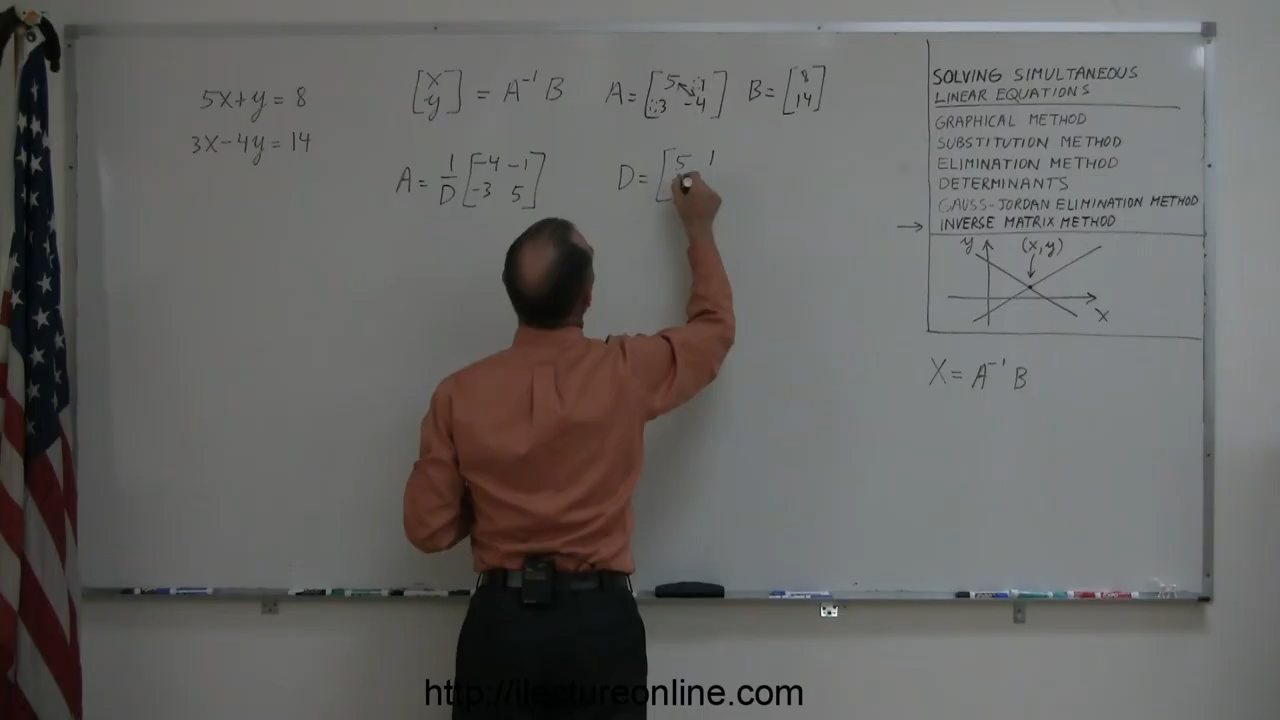 5x+y = 8
3x-4y = 14
[x y] = A⁻¹ B
A = [5 1 3 -4] B = [8 14]
A = 1/D [-4 -1 -3 5]
D = [5 1
SOLVING SIMULTANEOUS
LINEAR EQUATIONS
GRAPHICAL METHOD
SUBSTITUTION METHOD
ELIMINATION METHOD
DETERMINANTS
GAUSS-JORDAN ELIMINATION METHOD
→ INVERSE MATRIX METHOD
y (x,y)
x
X = A⁻¹ B
http://ilectureonline.com